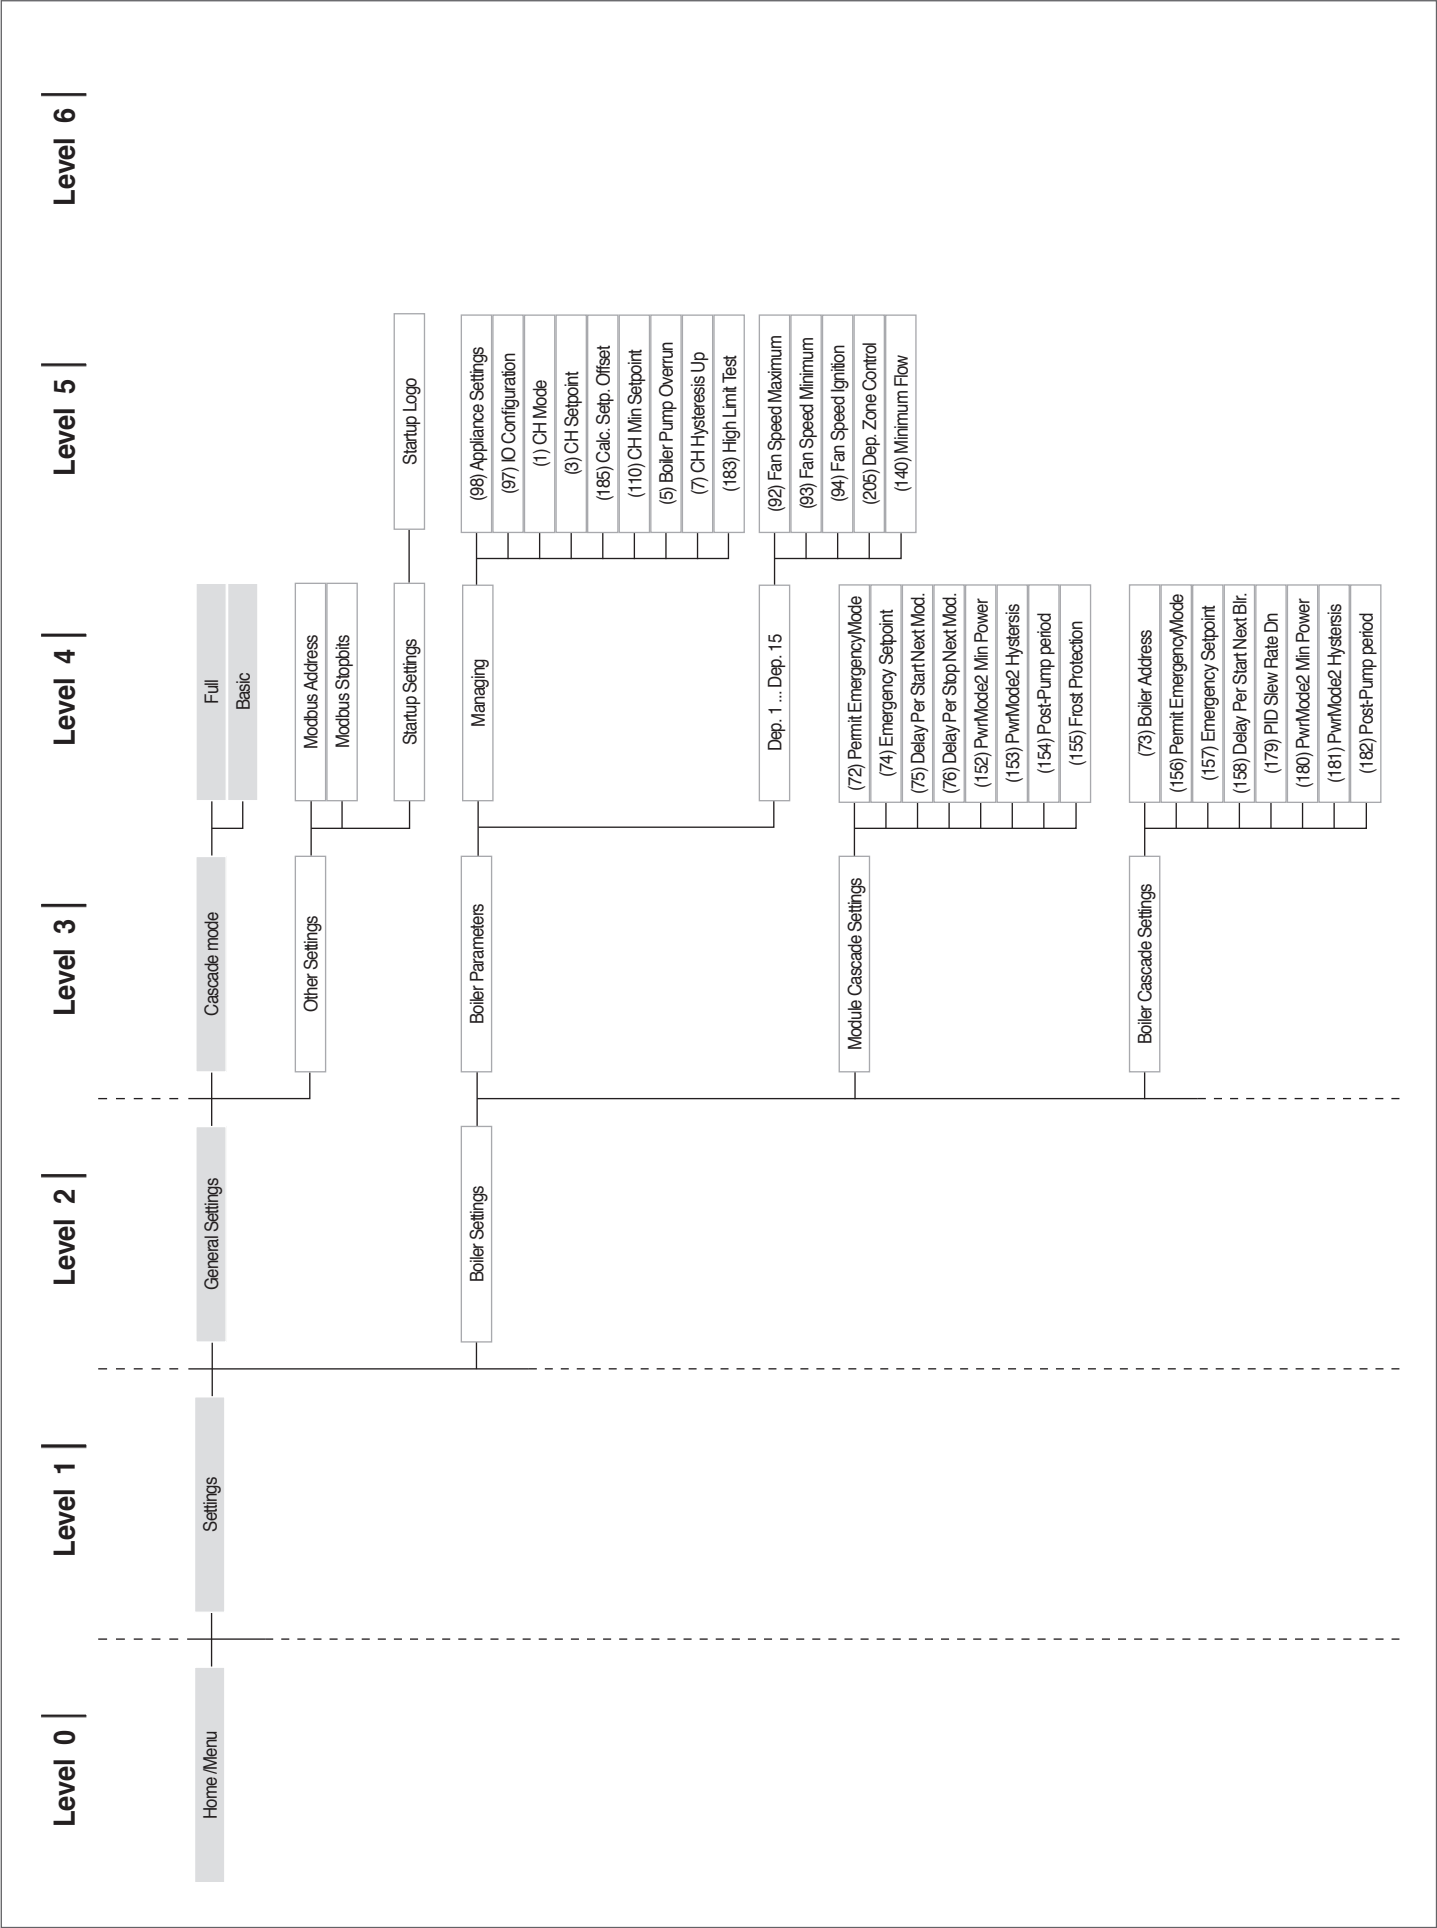 Level 0
Level 1
Level 2
Level 3
Level 4
Level 5
Level 6
Home /Menu
Settings
General Settings
Cascade mode
Full
Basic
Other Settings
Modbus Address
Modbus Stopbits
Startup Settings
Startup Logo
Boiler Settings
Boiler Parameters
Managing
(98) Appliance Settings
(97) IO Configuration
(1) CH Mode
(3) CH Setpoint
(185) Calc. Setp. Offset
(110) CH Min Setpoint
(5) Boiler Pump Overrun
(7) CH Hysteresis Up
(183) High Limit Test
Dep. 1 ... Dep. 15
(92) Fan Speed Maximum
(93) Fan Speed Minimum
(94) Fan Speed Ignition
(205) Dep. Zone Control
(140) Minimum Flow
Module Cascade Settings
(72) Permit EmergencyMode
(74) Emergency Setpoint
(75) Delay Per Start Next Mod.
(76) Delay Per Stop Next Mod.
(152) PwrMode2 Min Power
(153) PwrMode2 Hystersis
(154) Post-Pump period
(155) Frost Protection
Boiler Cascade Settings
(73) Boiler Address
(156) Permit EmergencyMode
(157) Emergency Setpoint
(158) Delay Per Start Next Blr.
(179) PID Slew Rate Dn
(180) PwrMode2 Min Power
(181) PwrMode2 Hystersis
(182) Post-Pump period